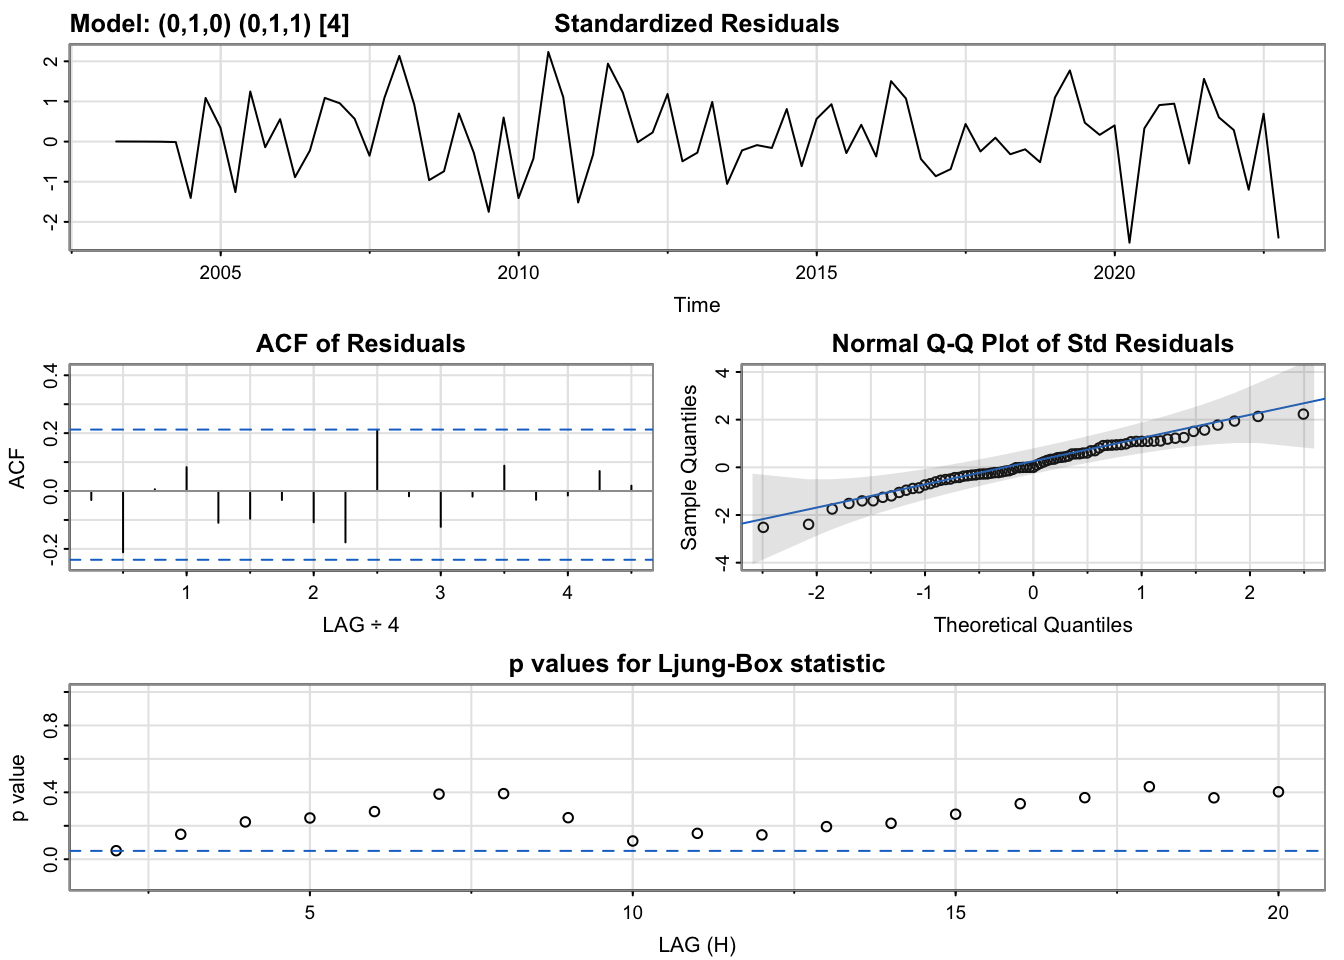 Model: (0,1,0) (0,1,1) [4]
Standardized Residuals
2
1
0
-1
-2
2005 2010 2015 2020
Time
ACF of Residuals
ACF
0.4
0.2
0.0
-0.2
1 2 3 4
LAG ÷ 4
Normal Q-Q Plot of Std Residuals
Sample Quantiles
4
2
0
-2
-4
-2 -1 0 1 2
Theoretical Quantiles
p values for Ljung-Box statistic
p value
0.8
0.4
0.0
5 10 15 20
LAG (H)